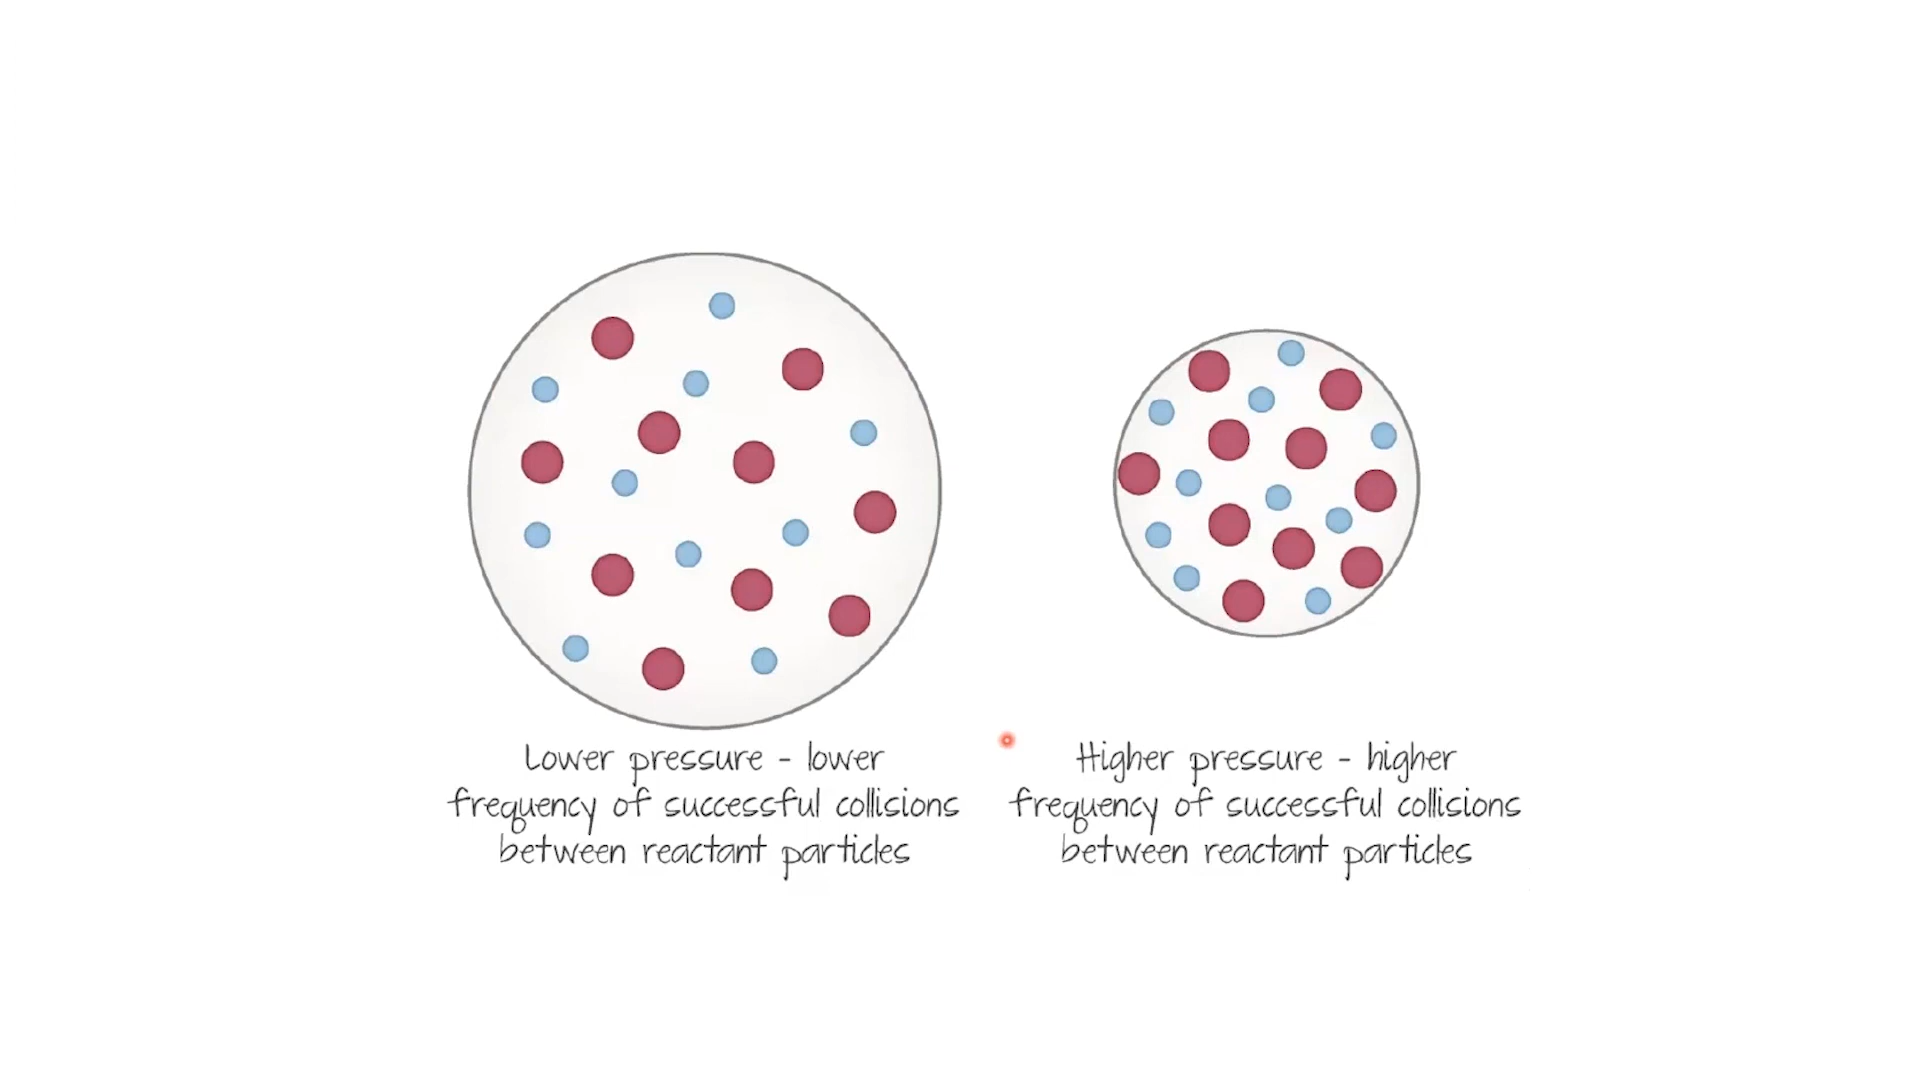 Lower pressure - lower
frequency of successful collisions
between reactant particles
Higher pressure - higher
frequency of successful collisions
between reactant particles